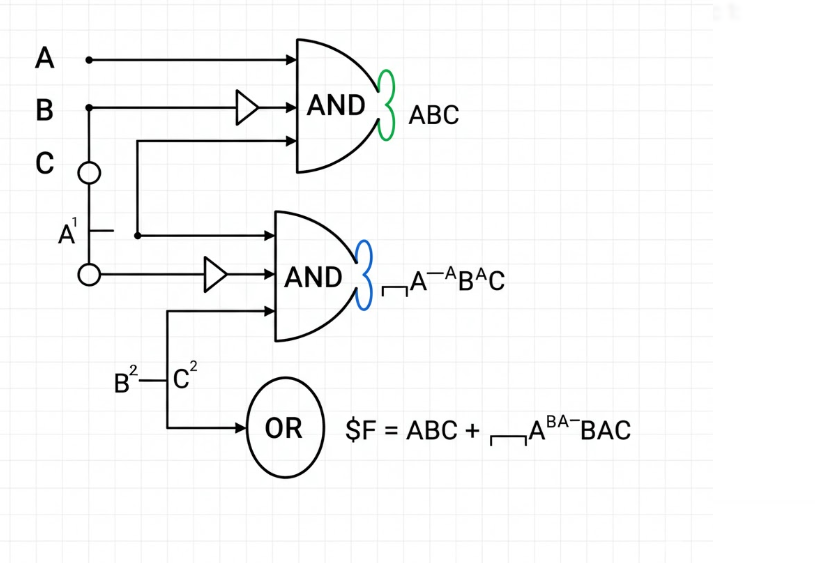 A
B
AND
ABC
C
A¹
AND
⌐¬A⁻ᴬBᴬC
B²
C²
OR
$F = ABC + ⌐¬Aᴮᴬ⁻BAC